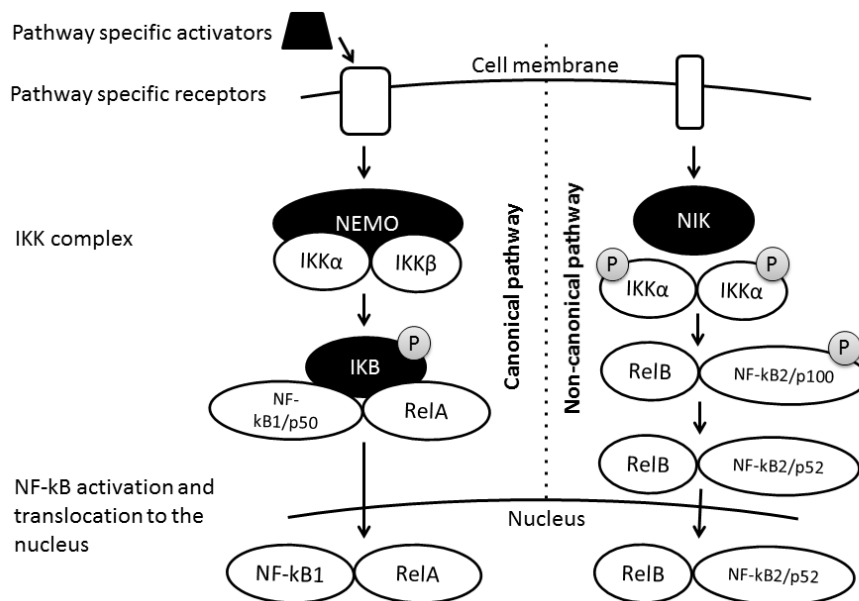 Pathway specific activators
Cell membrane
Pathway specific receptors
Canonical pathway
Non-canonical pathway
IKK complex
NEMO
IKKα
IKKβ
NIK
P
P
IKKα
IKKα
P
IKB
NF-
kB1/p50
RelA
P
RelB
NF-kB2/p100
RelB
NF-kB2/p52
NF-kB activation and
translocation to the
nucleus
Nucleus
NF-kB1
RelA
RelB
NF-kB2/p52